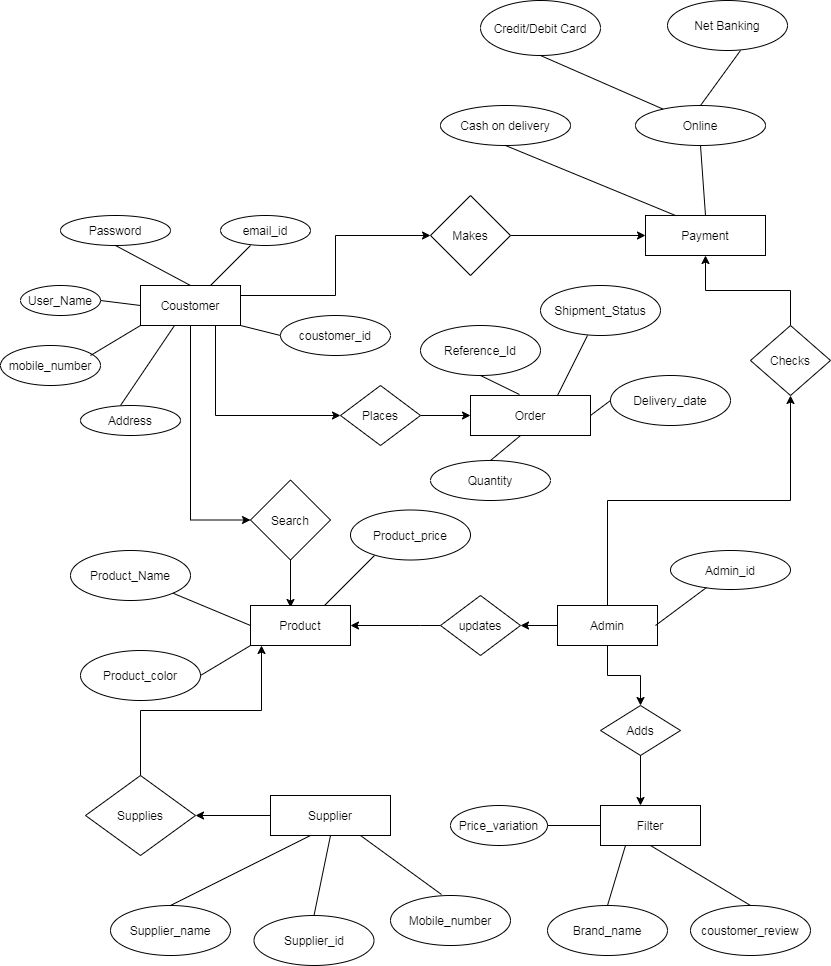 Credit/Debit Card
Net Banking
Cash on delivery
Online
Password
email_id
Makes
Payment
User_Name
Coustomer
Shipment_Status
coustomer_id
Reference_Id
mobile_number
Checks
Address
Places
Order
Delivery_date
Quantity
Search
Product_price
Product_Name
Admin_id
Product
updates
Admin
Product_color
Adds
Supplies
Supplier
Price_variation
Filter
Supplier_name
Supplier_id
Mobile_number
Brand_name
coustomer_review